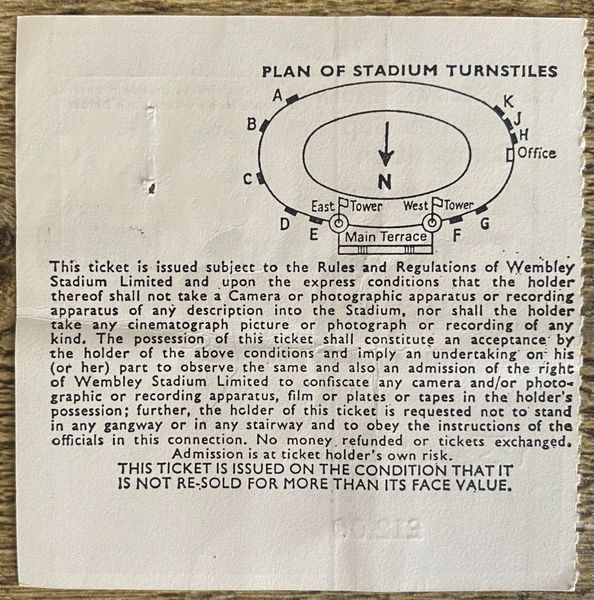 PLAN OF STADIUM TURNSTILES
A
K
B
J
H
Office
N
C
East Tower
West Tower
D
E
Main Terrace
F
G
This ticket is issued subject to the Rules and Regulations of Wembley
Stadium Limited and upon the express conditions that the holder
thereof shall not take a Camera or photographic apparatus or recording
apparatus of any description into the Stadium, nor shall the holder
take any cinematograph picture or photograph or recording of any
kind. The possession of this ticket shall constitute an acceptance by
the holder of the above conditions and imply an undertaking on his
(or her) part to observe the same and also an admission of the right
of Wembley Stadium Limited to confiscate any camera and/or photo-
graphic or recording apparatus, film or plates or tapes in the holder's
possession; further, the holder of this ticket is requested not to stand
in any gangway or in any stairway and to obey the instructions of the
officials in this connection. No money refunded or tickets exchanged.
Admission is at ticket holder's own risk.
THIS TICKET IS ISSUED ON THE CONDITION THAT IT
IS NOT RE-SOLD FOR MORE THAN ITS FACE VALUE.
£12.00